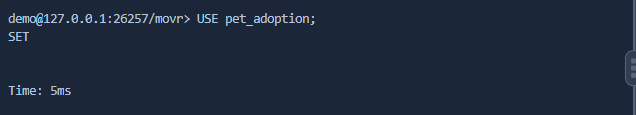 demo@127.0.0.1:26257/movr> USE pet_adoption;
SET
Time: 5ms